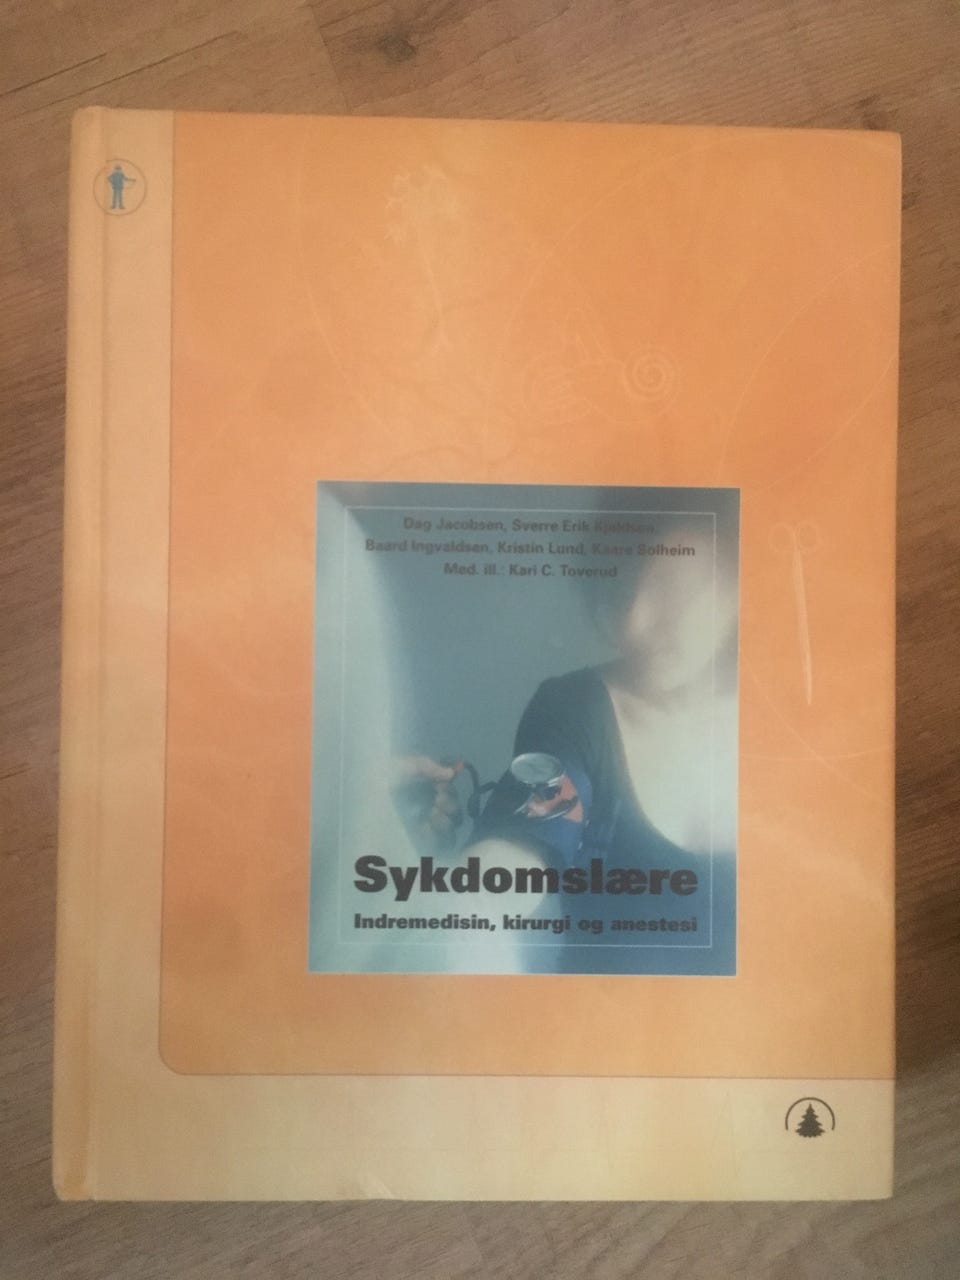 Dag Jacobsen, Sverre Erik Kjeldsen,
Baard Ingvaldsen, Kristin Lund, Kaare Solheim
Med. ill.: Kari C. Toverud
Sykdomslære
Indremedisin, kirurgi og anestesi